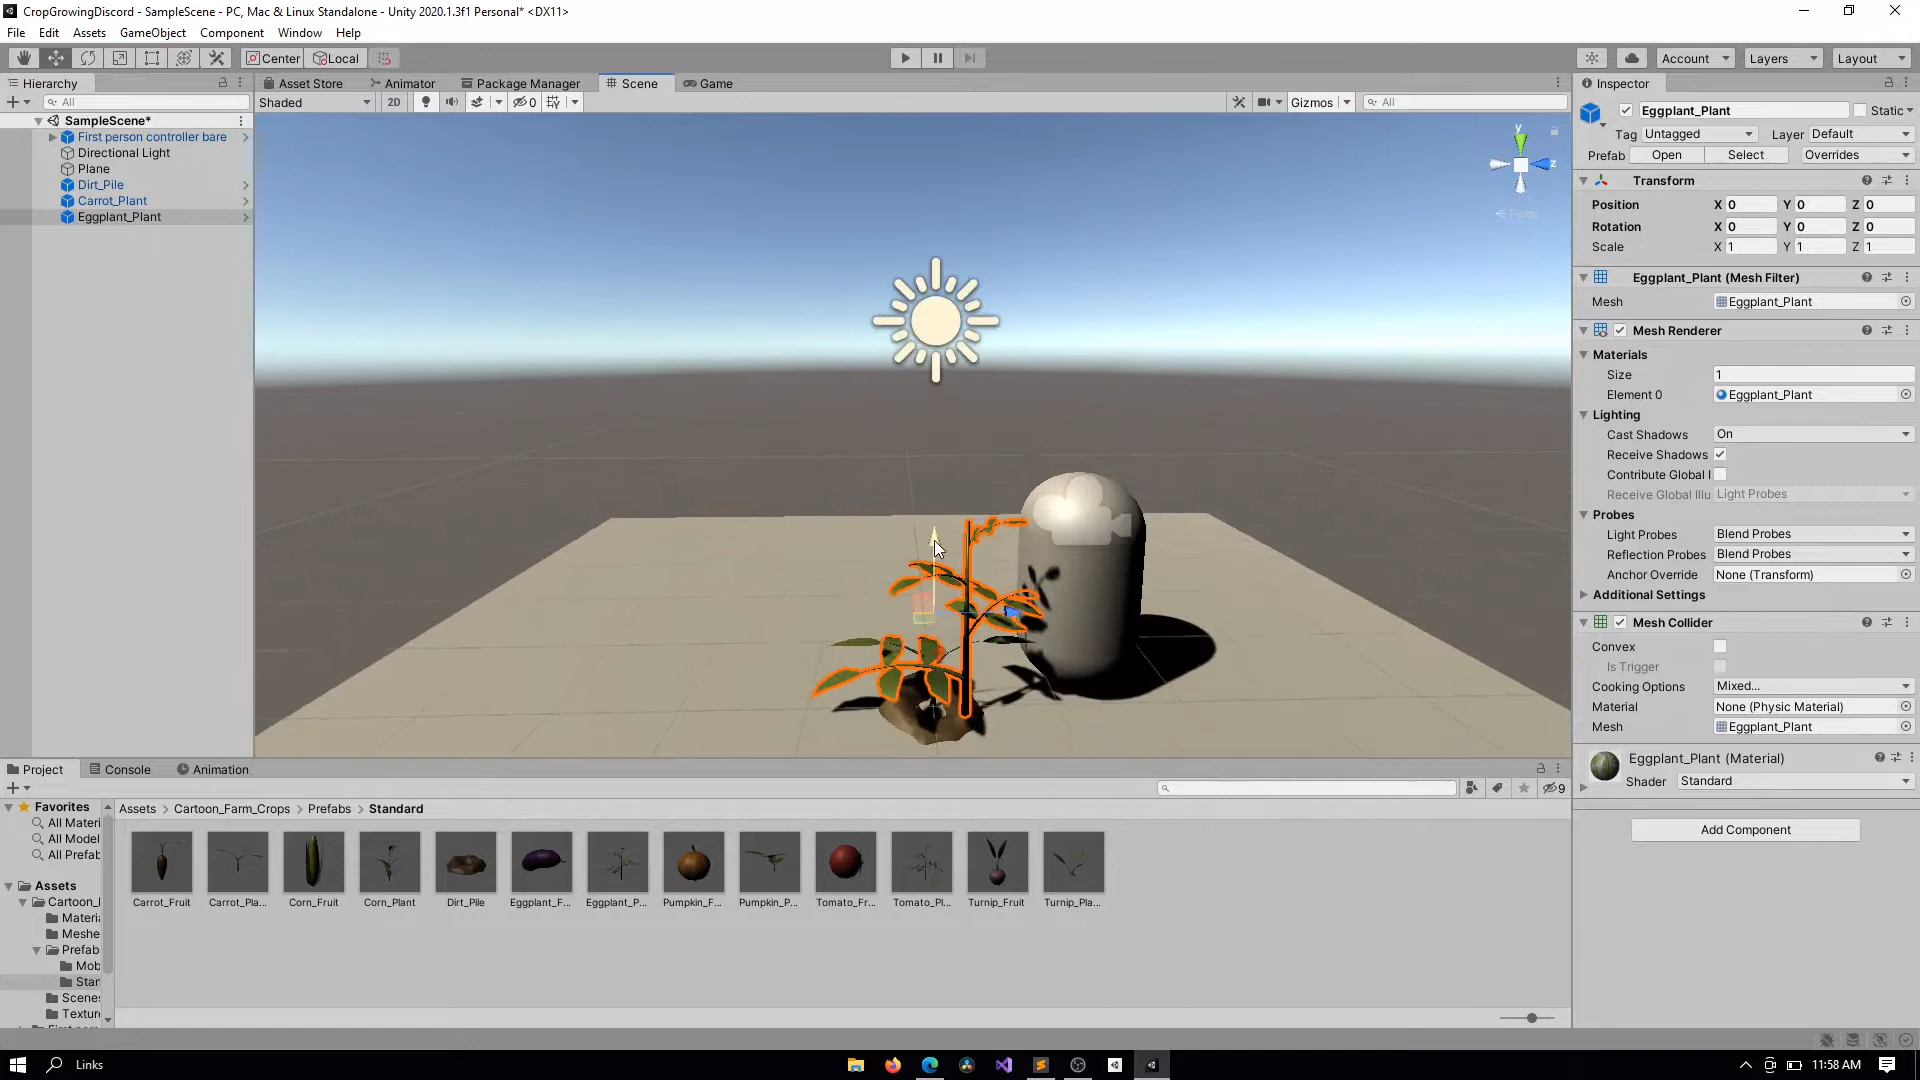 CropGrowingDiscord - SampleScene - PC, Mac & Linux Standalone - Unity 2020.1.3f1 Personal* <DX11>
File Edit Assets GameObject Component Window Help
Center Local Account Layers Layout
Hierarchy
All
SampleScene*
First person controller bare
Directional Light
Plane
Dirt_Pile
Carrot_Plant
Eggplant_Plant
Asset Store Animator Package Manager Scene Game
Shaded 2D 0 Gizmos All
y
z
Persp
Inspector
Eggplant_Plant Static
Tag Untagged Layer Default
Prefab Open Select Overrides
Transform
Position X 0 Y 0 Z 0
Rotation X 0 Y 0 Z 0
Scale X 1 Y 1 Z 1
Eggplant_Plant (Mesh Filter)
Mesh Eggplant_Plant
Mesh Renderer
Materials
Size 1
Element 0 Eggplant_Plant
Lighting
Cast Shadows On
Receive Shadows
Contribute Global I
Receive Global Illu Light Probes
Probes
Light Probes Blend Probes
Reflection Probes Blend Probes
Anchor Override None (Transform)
Additional Settings
Mesh Collider
Convex
Is Trigger
Cooking Options Mixed...
Material None (Physic Material)
Mesh Eggplant_Plant
Eggplant_Plant (Material)
Shader Standard
Add Component
Project Console Animation
9
Favorites
All Materi
All Model
All Prefab
Assets
Cartoon_F
Materia
Meshe
Prefab
Mob
Stan
Scenes
Textur
Assets > Cartoon_Farm_Crops > Prefabs > Standard
Carrot_Fruit Carrot_Pla... Corn_Fruit Corn_Plant Dirt_Pile Eggplant_F... Eggplant_P... Pumpkin_F... Pumpkin_P... Tomato_Fr... Tomato_Pl... Turnip_Fruit Turnip_Pla...
Links 11:58 AM